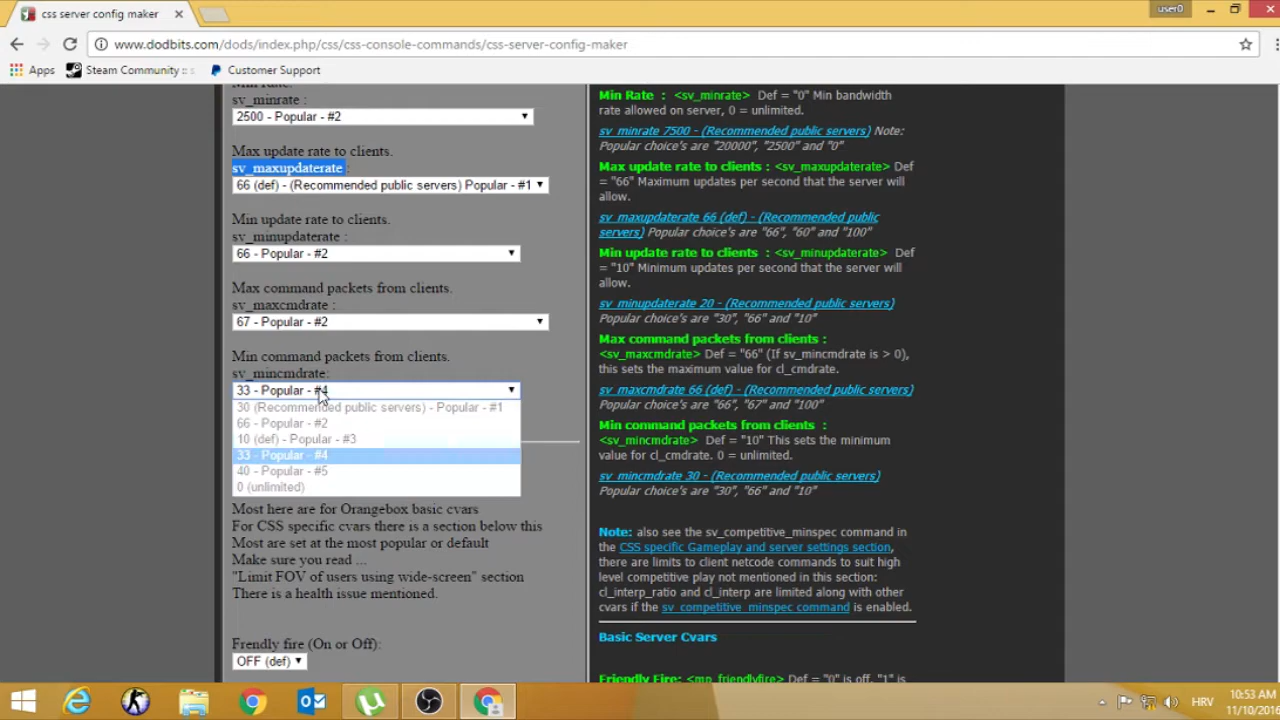 css server config maker
user0
www.dodbits.com/dods/index.php/css/css-console-commands/css-server-config-maker
Apps
Steam Community ::
Customer Support
sv_minrate :
2500 - Popular - #2
Max update rate to clients.
sv_maxupdaterate :
66 (def) - (Recommended public servers) Popular - #1
Min update rate to clients.
sv_minupdaterate :
66 - Popular - #2
Max command packets from clients.
sv_maxcmdrate :
67 - Popular - #2
Min command packets from clients.
sv_mincmdrate:
33 - Popular - #4
30 (Recommended public servers) - Popular - #1
66 - Popular - #2
10 (def) - Popular - #3
33 - Popular - #4
40 - Popular - #5
0 (unlimited)
Most here are for Orangebox basic cvars
For CSS specific cvars there is a section below this
Most are set at the most popular or default
Make sure you read ...
"Limit FOV of users using wide-screen" section
There is a health issue mentioned.
Frendly fire (On or Off):
OFF (def)
Min Rate : <sv_minrate> Def = "0" Min bandwidth
rate allowed on server, 0 = unlimited.
sv_minrate 7500 - (Recommended public servers) Note:
Popular choice's are "20000", "2500" and "0"
Max update rate to clients : <sv_maxupdaterate> Def
= "66" Maximum updates per second that the server will
allow.
sv_maxupdaterate 66 (def) - (Recommended public
servers) Popular choice's are "66", "60" and "100"
Min update rate to clients : <sv_minupdaterate> Def
= "10" Minimum updates per second that the server will
allow.
sv_minupdaterate 20 - (Recommended public servers)
Popular choice's are "30", "66" and "10"
Max command packets from clients :
<sv_maxcmdrate> Def = "66" (If sv_mincmdrate is > 0),
this sets the maximum value for cl_cmdrate.
sv_maxcmdrate 66 (def) - (Recommended public servers)
Popular choice's are "66", "67" and "100"
Min command packets from clients :
<sv_mincmdrate> Def = "10" This sets the minimum
value for cl_cmdrate. 0 = unlimited.
sv_mincmdrate 30 - (Recommended public servers)
Popular choice's are "30", "66" and "10"
Note: also see the sv_competitive_minspec command in
the CSS specific Gameplay and server settings section,
there are limits to client netcode commands to suit high
level competitive play not mentioned in this section:
cl_interp_ratio and cl_interp are limited along with other
cvars if the sv_competitive_minspec command is enabled.
Basic Server Cvars
Friendly Fire: <mp_friendlyfire> Def = "0" is off, "1" is
HRV
10:53 AM
11/10/2016